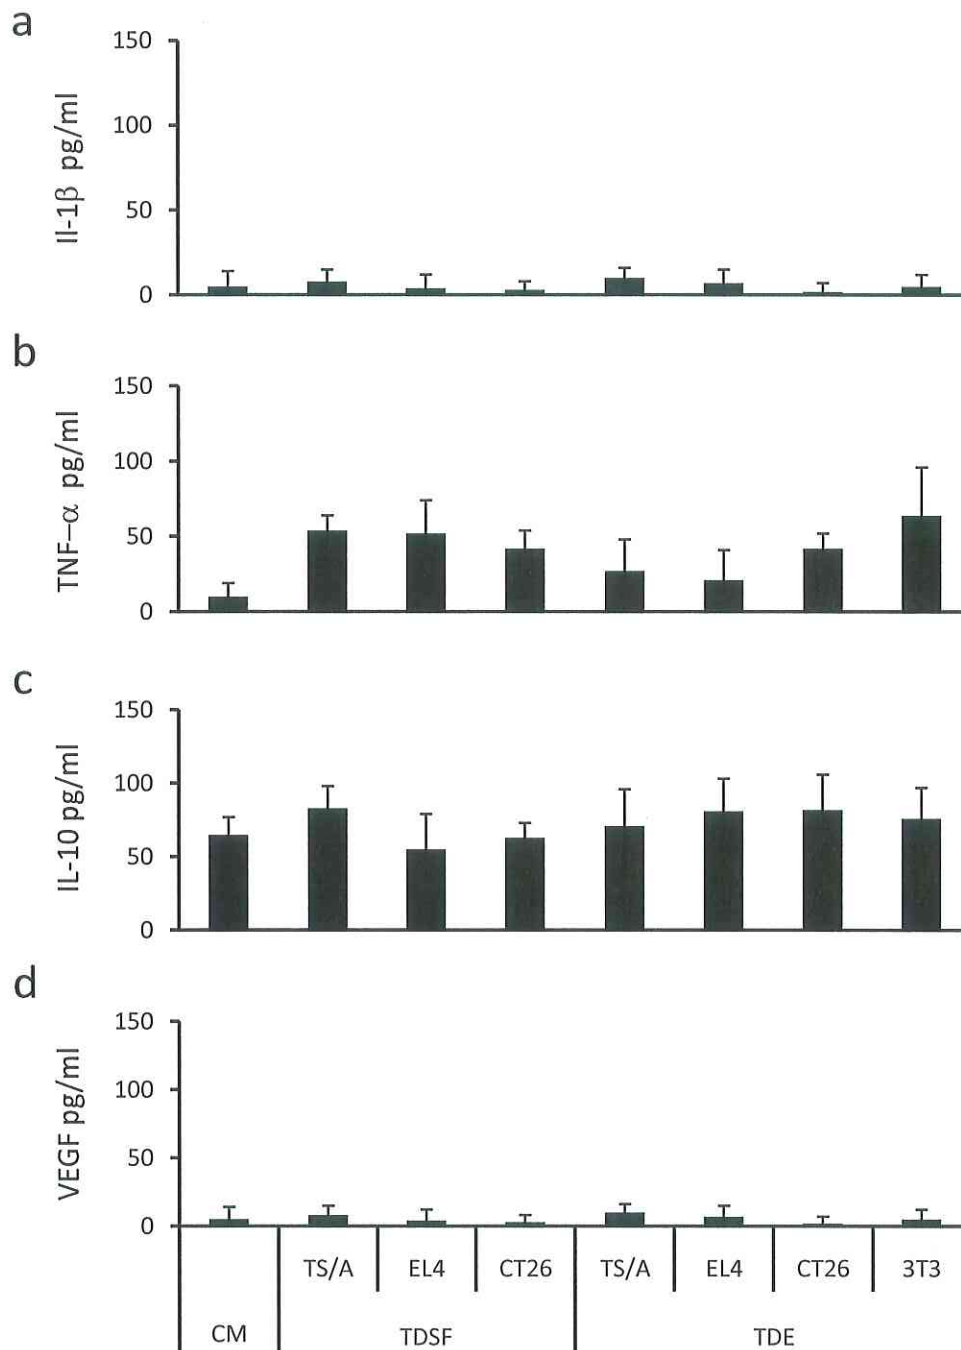 a
Il-1β pg/ml
150
100
50
0
b
TNF–α pg/ml
150
100
50
0
c
IL-10 pg/ml
150
100
50
0
d
VEGF pg/ml
150
100
50
0
TS/A EL4 CT26 TS/A EL4 CT26 3T3
CM TDSF TDE